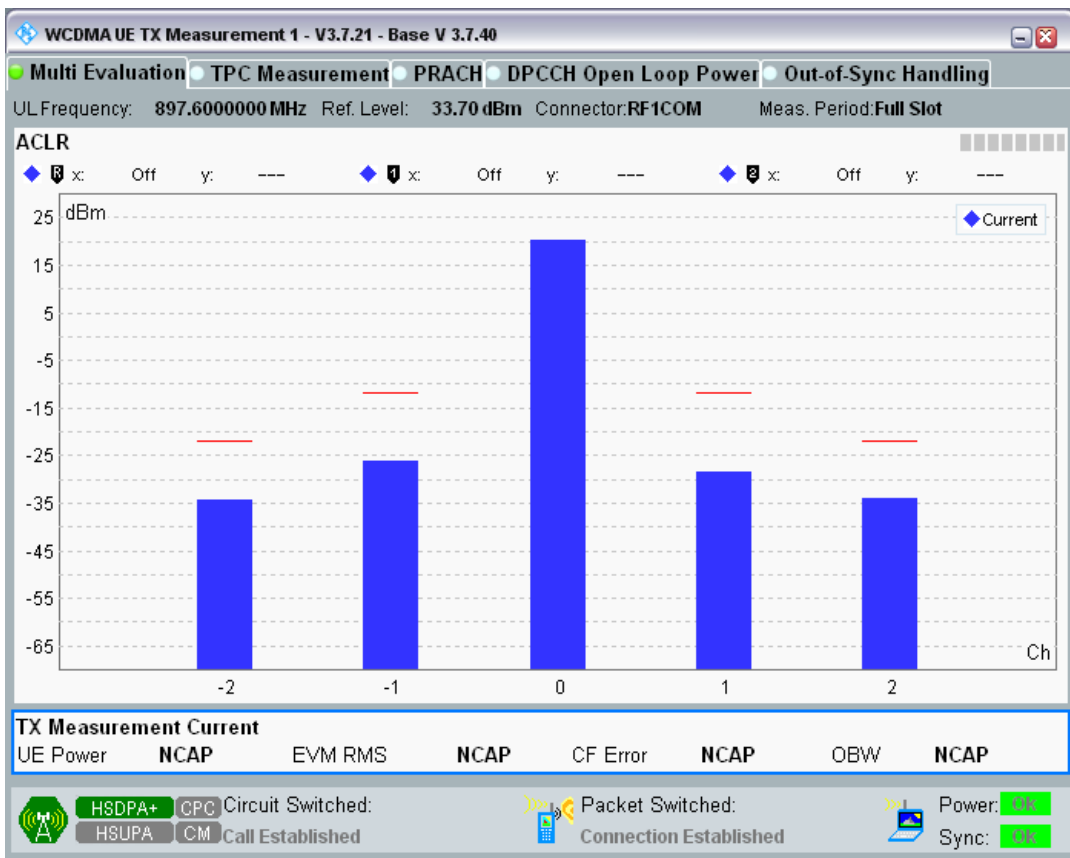 WCDMA UE TX Measurement 1 - V3.7.21 - Base V 3.7.40
Multi Evaluation TPC Measurement PRACH DPCCH Open Loop Power Out-of-Sync Handling
UL Frequency: 897.6000000 MHz Ref. Level: 33.70 dBm Connector:RF1COM Meas. Period:Full Slot
ACLR
R x: Off y: --- 1 x: Off y: --- 2 x: Off y: ---
dBm
Current
25
15
5
-5
-15
-25
-35
-45
-55
-65
Ch
-2 -1 0 1 2
TX Measurement Current
UE Power NCAP EVM RMS NCAP CF Error NCAP OBW NCAP
HSDPA+ CPC Circuit Switched: Packet Switched: Power: Ok
HSUPA CM Call Established Connection Established Sync: Ok